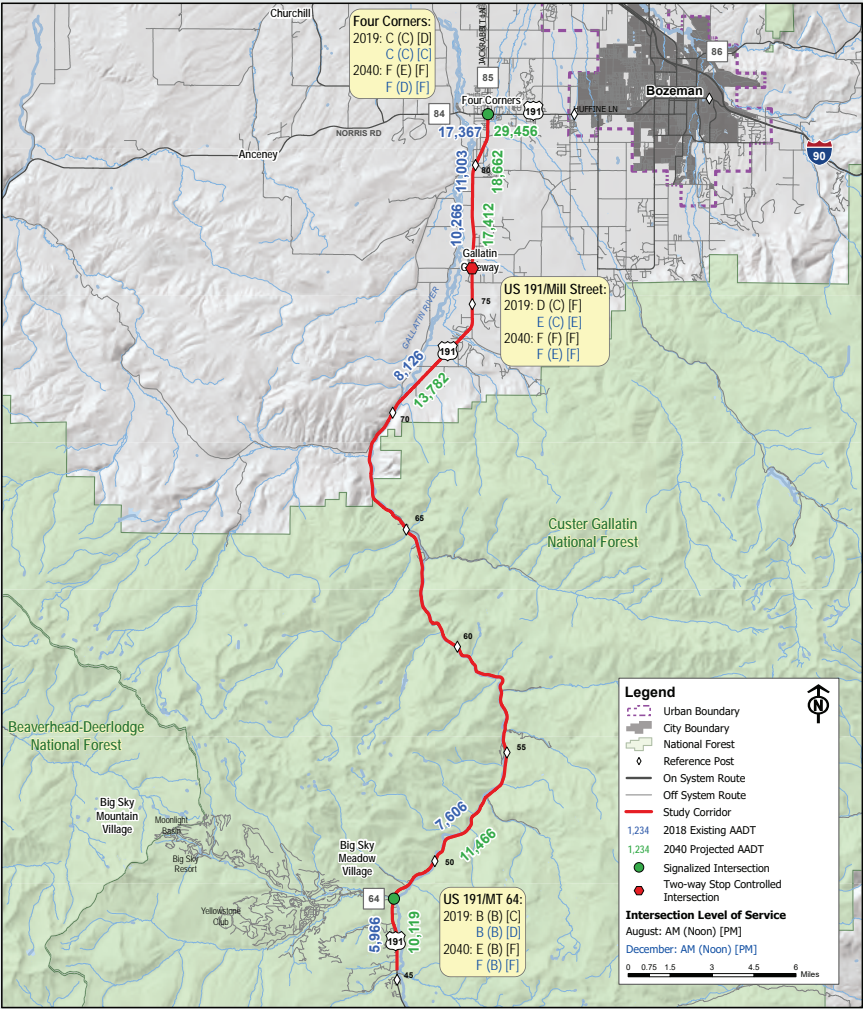 Churchill
Four Corners:
2019: C (C) [D]
C (C) [C]
2040: F (E) [F]
F (D) [F]
JACKRABBIT LN
85
86
Bozeman
Four Corners
84
191
HUFFINE LN
NORRIS RD
17,367
29,456
90
Anceney
11,003
18,662
80
10,266
17,412
Gallatin
Gateway
US 191/Mill Street:
2019: D (C) [F]
E (C) [E]
2040: F (F) [F]
F (E) [F]
75
GALLATIN RIVER
191
8,126
13,782
70
65
Custer Gallatin
National Forest
60
Beaverhead-Deerlodge
National Forest
55
Big Sky
Mountain
Village
Moonlight
Basin
Big Sky
Resort
7,606
11,466
50
Big Sky
Meadow
Village
64
Yellowstone
Club
US 191/MT 64:
2019: B (B) [C]
B (B) [D]
2040: E (B) [F]
F (B) [F]
5,966
191
10,119
45
Legend
N
Urban Boundary
City Boundary
National Forest
Reference Post
On System Route
Off System Route
Study Corridor
1,234 2018 Existing AADT
1,234 2040 Projected AADT
Signalized Intersection
Two-way Stop Controlled
Intersection
Intersection Level of Service
August: AM (Noon) [PM]
December: AM (Noon) [PM]
0 0.75 1.5 3 4.5 6
Miles